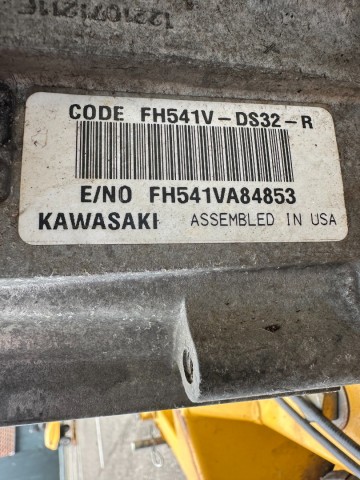 CODE FH541V-DS32-R
E/NO FH541VA84853
KAWASAKI ASSEMBLED IN USA